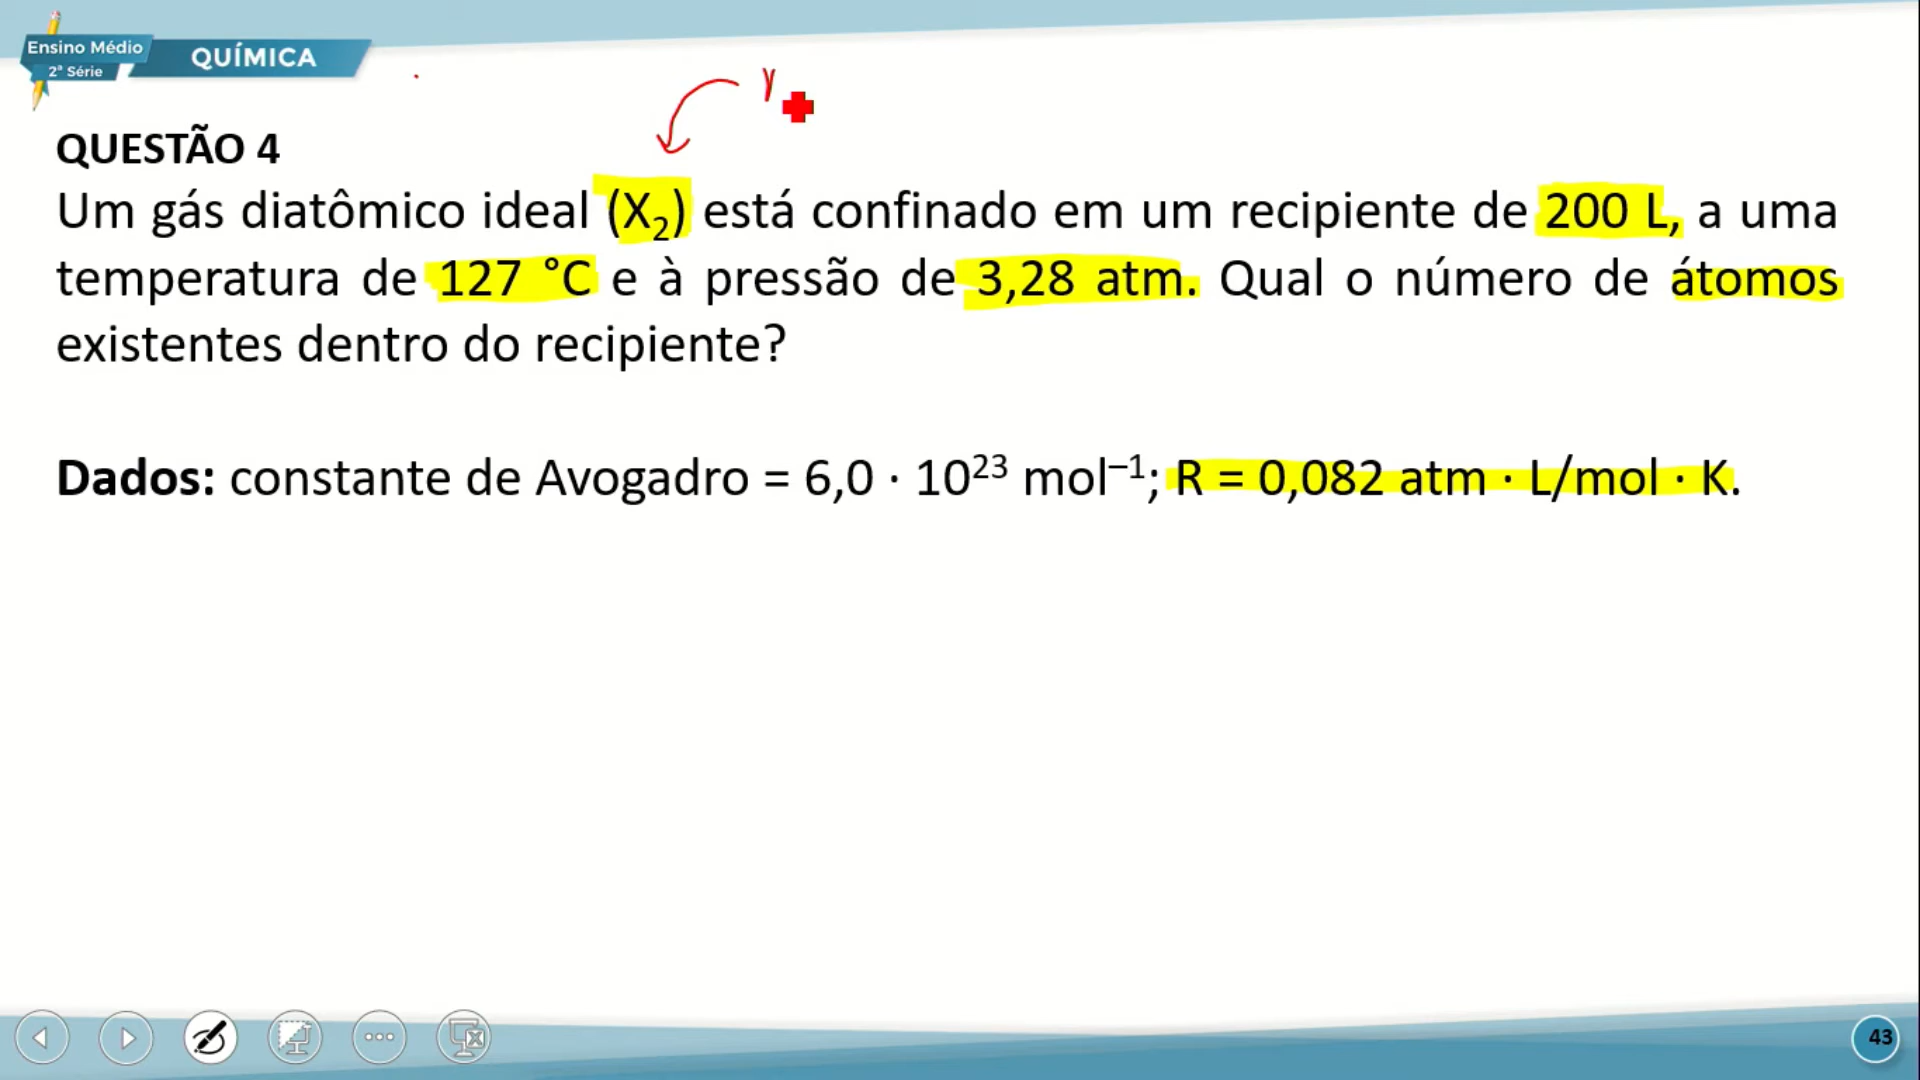 Ensino Médio
2ª Série
QUÍMICA
QUESTÃO 4
Um gás diatômico ideal (X₂) está confinado em um recipiente de 200 L, a uma
temperatura de 127 °C e à pressão de 3,28 atm. Qual o número de átomos
existentes dentro do recipiente?
Dados: constante de Avogadro = 6,0 · 10²³ mol⁻¹; R = 0,082 atm · L/mol · K.
43